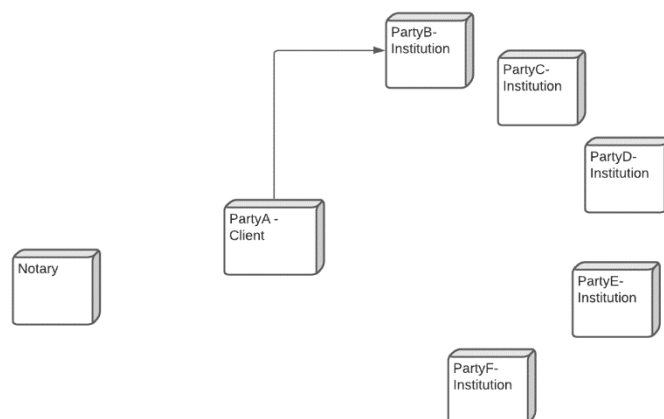 PartyB-
Institution
PartyC-
Institution
PartyD-
Institution
PartyA -
Client
Notary
PartyE-
Institution
PartyF-
Institution